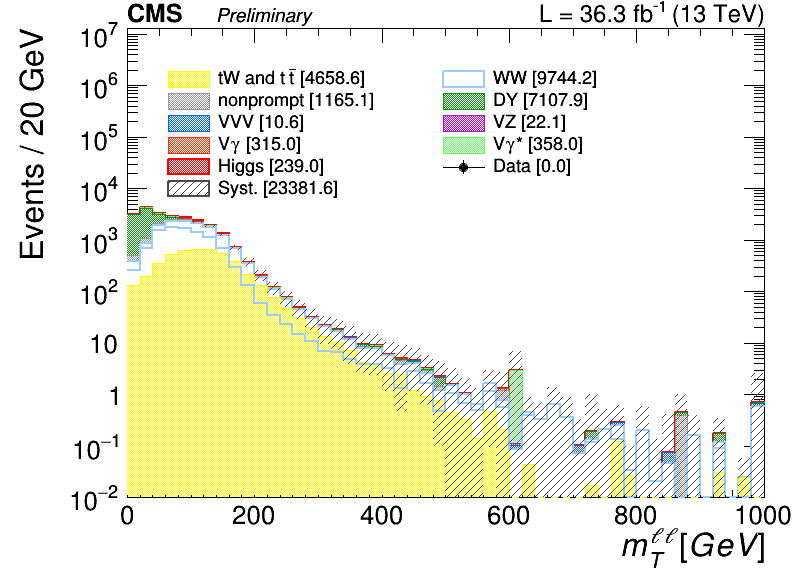 CMS Preliminary L = 36.3 fb⁻¹ (13 TeV)
Events / 20 GeV
10⁷
10⁶
10⁵
10⁴
10³
10²
10
1
10⁻¹
10⁻²
tW and tt̄ [4658.6]
nonprompt [1165.1]
VVV [10.6]
Vγ [315.0]
Higgs [239.0]
Syst. [23381.6]
WW [9744.2]
DY [7107.9]
VZ [22.1]
Vγ* [358.0]
Data [0.0]
0 200 400 600 800 1000
m_T^{ℓℓ} [GeV]